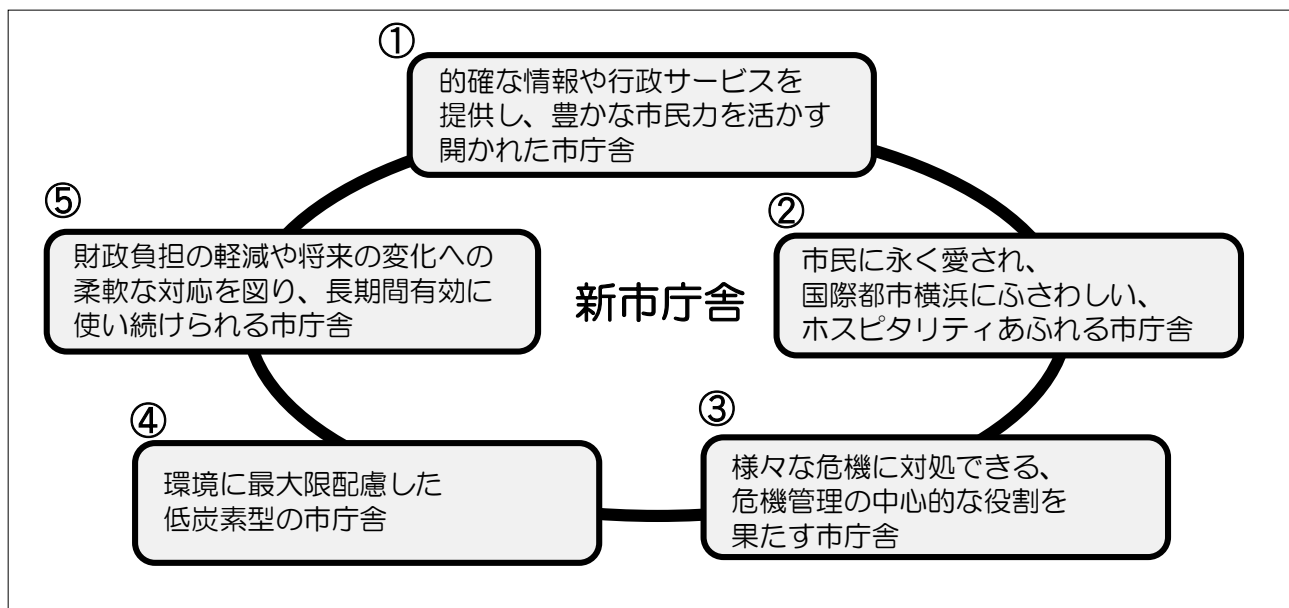 ①
的確な情報や行政サービスを
提供し、豊かな市民力を活かす
開かれた市庁舎
②
市民に永く愛され、
国際都市横浜にふさわしい、
ホスピタリティあふれる市庁舎
③
様々な危機に対処できる、
危機管理の中心的な役割を
果たす市庁舎
④
環境に最大限配慮した
低炭素型の市庁舎
⑤
財政負担の軽減や将来の変化への
柔軟な対応を図り、長期間有効に
使い続けられる市庁舎
新市庁舎